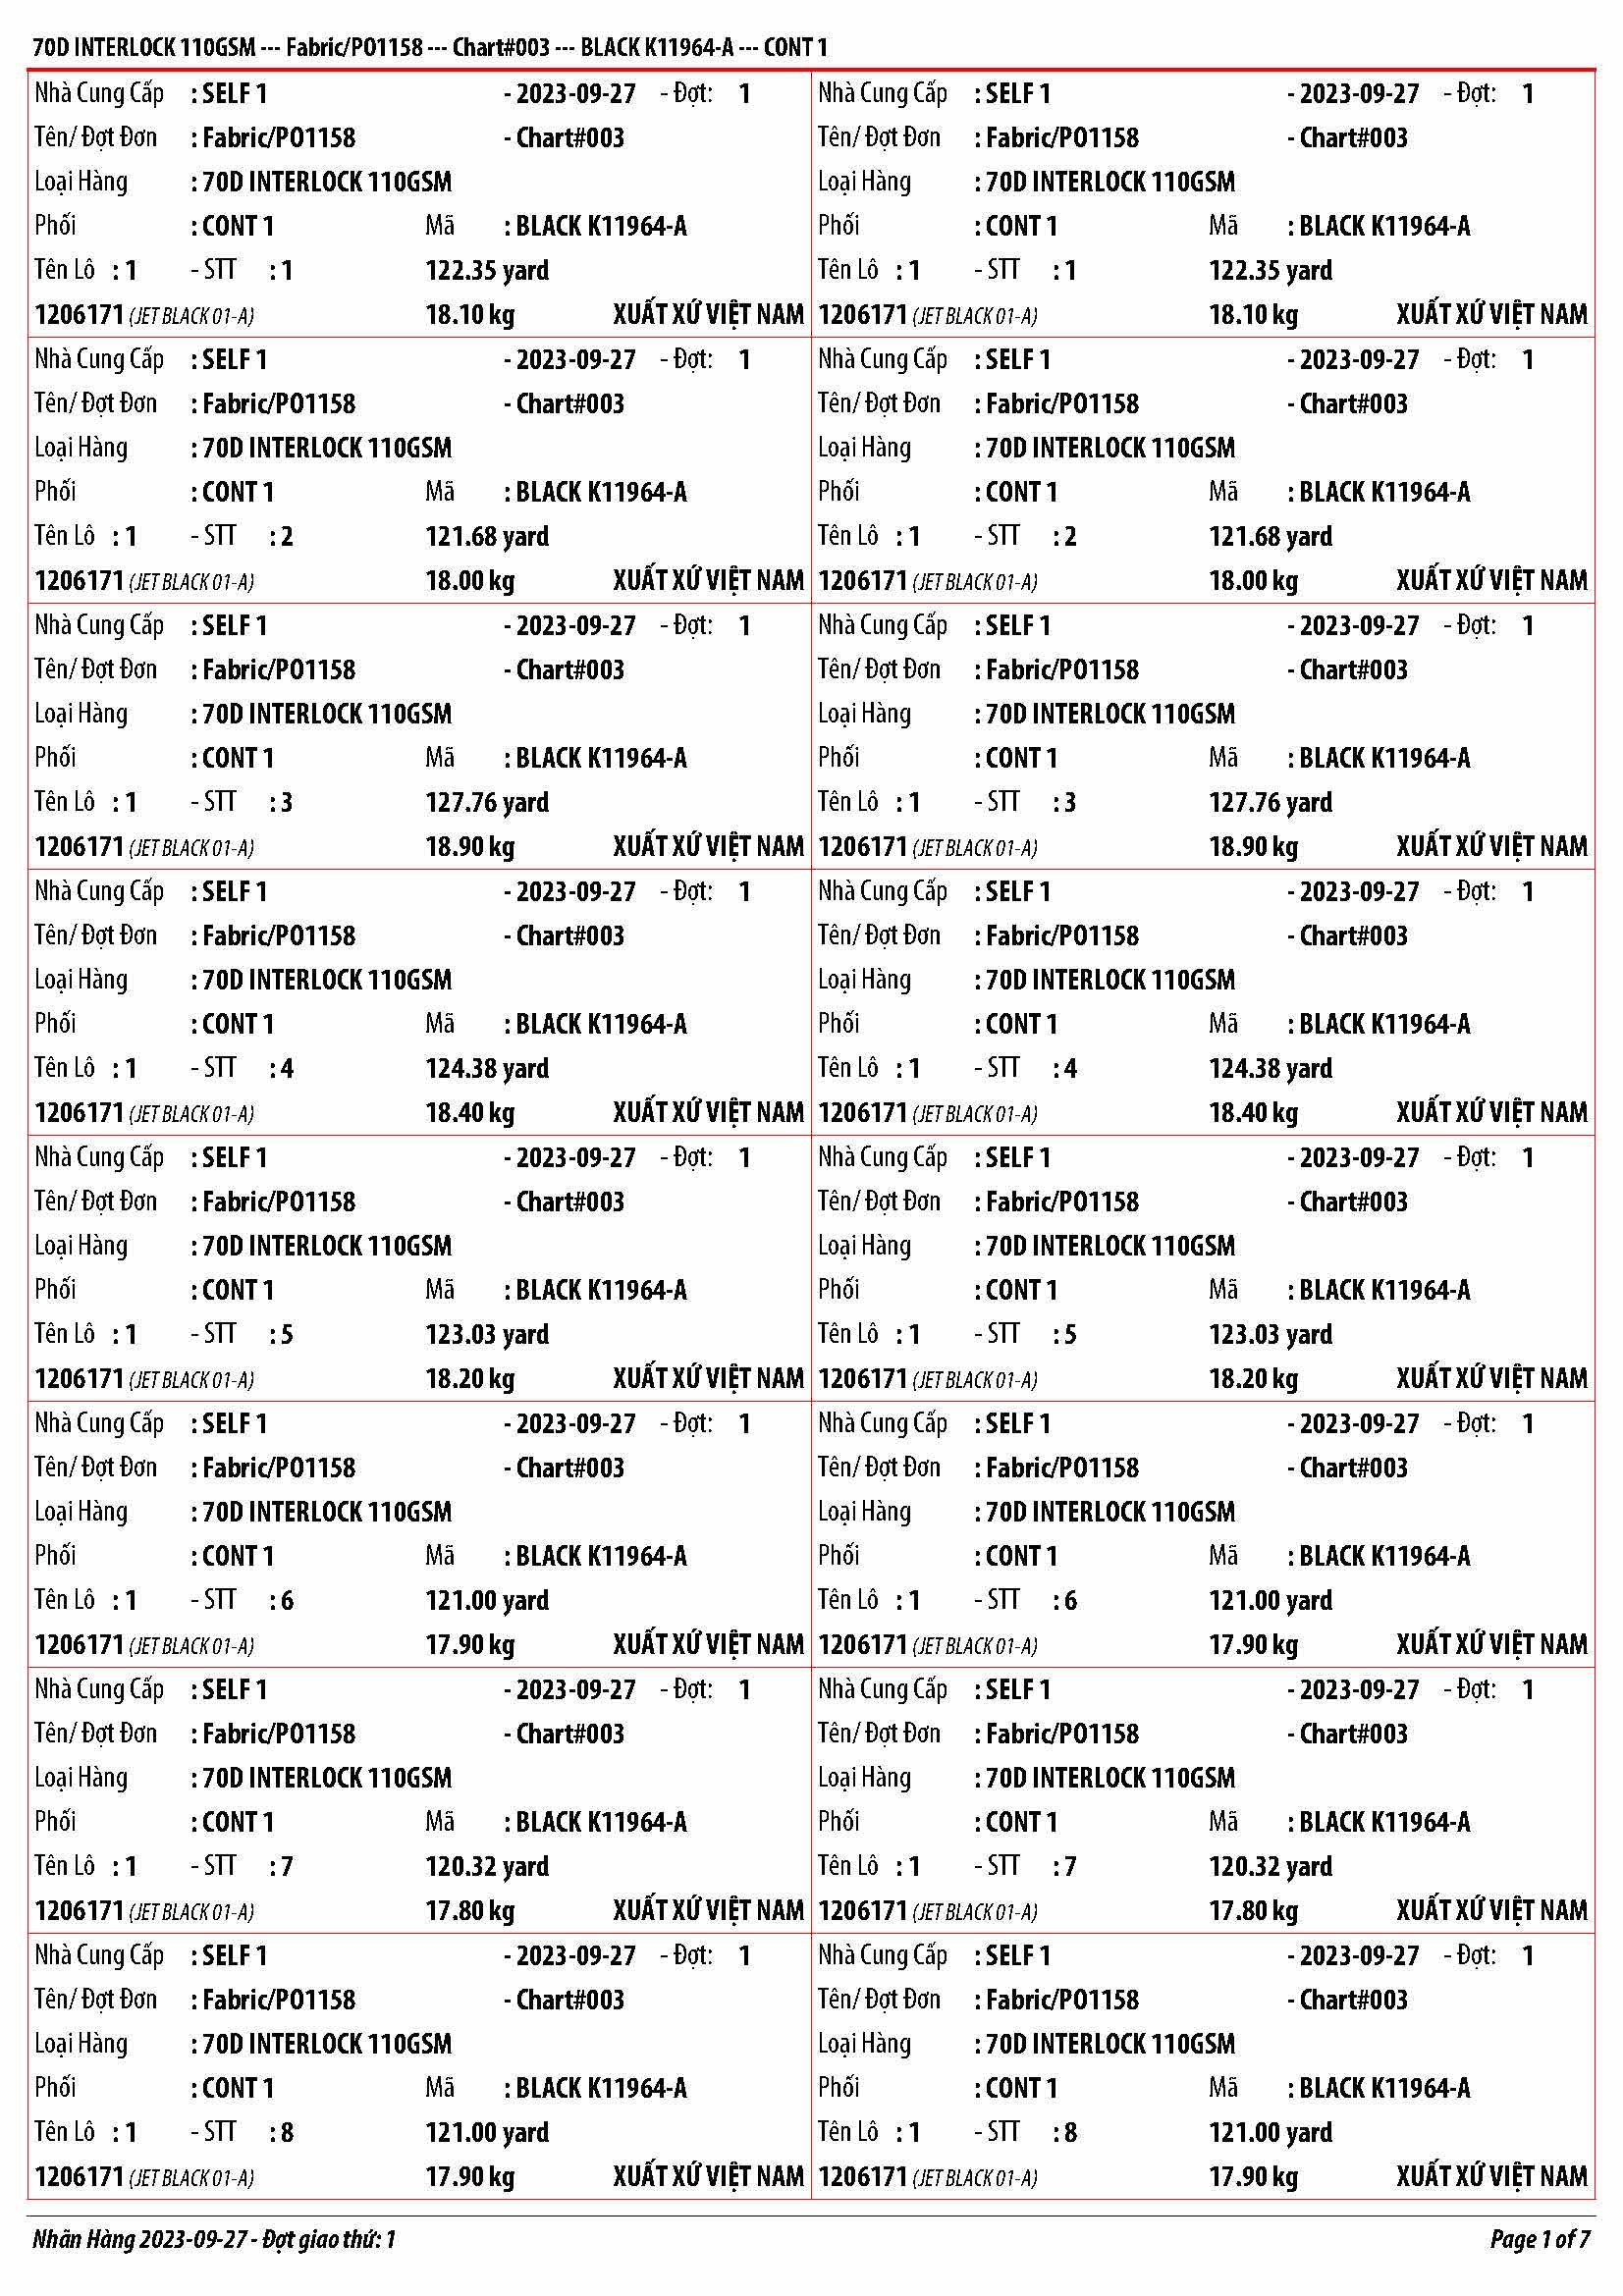 70D INTERLOCK 110GSM --- Fabric/PO1158 --- Chart#003 --- BLACK K11964-A --- CONT 1
Nhà Cung Cấp : SELF 1 - 2023-09-27 - Đợt: 1 Nhà Cung Cấp : SELF 1 - 2023-09-27 - Đợt: 1
Tên/ Đợt Đơn : Fabric/PO1158 - Chart#003 Tên/ Đợt Đơn : Fabric/PO1158 - Chart#003
Loại Hàng : 70D INTERLOCK 110GSM Loại Hàng : 70D INTERLOCK 110GSM
Phối : CONT 1 Mã : BLACK K11964-A Phối : CONT 1 Mã : BLACK K11964-A
Tên Lô : 1 - STT : 1 122.35 yard Tên Lô : 1 - STT : 1 122.35 yard
1206171 (JET BLACK 01-A) 18.10 kg XUẤT XỨ VIỆT NAM 1206171 (JET BLACK 01-A) 18.10 kg XUẤT XỨ VIỆT NAM
Nhà Cung Cấp : SELF 1 - 2023-09-27 - Đợt: 1 Nhà Cung Cấp : SELF 1 - 2023-09-27 - Đợt: 1
Tên/ Đợt Đơn : Fabric/PO1158 - Chart#003 Tên/ Đợt Đơn : Fabric/PO1158 - Chart#003
Loại Hàng : 70D INTERLOCK 110GSM Loại Hàng : 70D INTERLOCK 110GSM
Phối : CONT 1 Mã : BLACK K11964-A Phối : CONT 1 Mã : BLACK K11964-A
Tên Lô : 1 - STT : 2 121.68 yard Tên Lô : 1 - STT : 2 121.68 yard
1206171 (JET BLACK 01-A) 18.00 kg XUẤT XỨ VIỆT NAM 1206171 (JET BLACK 01-A) 18.00 kg XUẤT XỨ VIỆT NAM
Nhà Cung Cấp : SELF 1 - 2023-09-27 - Đợt: 1 Nhà Cung Cấp : SELF 1 - 2023-09-27 - Đợt: 1
Tên/ Đợt Đơn : Fabric/PO1158 - Chart#003 Tên/ Đợt Đơn : Fabric/PO1158 - Chart#003
Loại Hàng : 70D INTERLOCK 110GSM Loại Hàng : 70D INTERLOCK 110GSM
Phối : CONT 1 Mã : BLACK K11964-A Phối : CONT 1 Mã : BLACK K11964-A
Tên Lô : 1 - STT : 3 127.76 yard Tên Lô : 1 - STT : 3 127.76 yard
1206171 (JET BLACK 01-A) 18.90 kg XUẤT XỨ VIỆT NAM 1206171 (JET BLACK 01-A) 18.90 kg XUẤT XỨ VIỆT NAM
Nhà Cung Cấp : SELF 1 - 2023-09-27 - Đợt: 1 Nhà Cung Cấp : SELF 1 - 2023-09-27 - Đợt: 1
Tên/ Đợt Đơn : Fabric/PO1158 - Chart#003 Tên/ Đợt Đơn : Fabric/PO1158 - Chart#003
Loại Hàng : 70D INTERLOCK 110GSM Loại Hàng : 70D INTERLOCK 110GSM
Phối : CONT 1 Mã : BLACK K11964-A Phối : CONT 1 Mã : BLACK K11964-A
Tên Lô : 1 - STT : 4 124.38 yard Tên Lô : 1 - STT : 4 124.38 yard
1206171 (JET BLACK 01-A) 18.40 kg XUẤT XỨ VIỆT NAM 1206171 (JET BLACK 01-A) 18.40 kg XUẤT XỨ VIỆT NAM
Nhà Cung Cấp : SELF 1 - 2023-09-27 - Đợt: 1 Nhà Cung Cấp : SELF 1 - 2023-09-27 - Đợt: 1
Tên/ Đợt Đơn : Fabric/PO1158 - Chart#003 Tên/ Đợt Đơn : Fabric/PO1158 - Chart#003
Loại Hàng : 70D INTERLOCK 110GSM Loại Hàng : 70D INTERLOCK 110GSM
Phối : CONT 1 Mã : BLACK K11964-A Phối : CONT 1 Mã : BLACK K11964-A
Tên Lô : 1 - STT : 5 123.03 yard Tên Lô : 1 - STT : 5 123.03 yard
1206171 (JET BLACK 01-A) 18.20 kg XUẤT XỨ VIỆT NAM 1206171 (JET BLACK 01-A) 18.20 kg XUẤT XỨ VIỆT NAM
Nhà Cung Cấp : SELF 1 - 2023-09-27 - Đợt: 1 Nhà Cung Cấp : SELF 1 - 2023-09-27 - Đợt: 1
Tên/ Đợt Đơn : Fabric/PO1158 - Chart#003 Tên/ Đợt Đơn : Fabric/PO1158 - Chart#003
Loại Hàng : 70D INTERLOCK 110GSM Loại Hàng : 70D INTERLOCK 110GSM
Phối : CONT 1 Mã : BLACK K11964-A Phối : CONT 1 Mã : BLACK K11964-A
Tên Lô : 1 - STT : 6 121.00 yard Tên Lô : 1 - STT : 6 121.00 yard
1206171 (JET BLACK 01-A) 17.90 kg XUẤT XỨ VIỆT NAM 1206171 (JET BLACK 01-A) 17.90 kg XUẤT XỨ VIỆT NAM
Nhà Cung Cấp : SELF 1 - 2023-09-27 - Đợt: 1 Nhà Cung Cấp : SELF 1 - 2023-09-27 - Đợt: 1
Tên/ Đợt Đơn : Fabric/PO1158 - Chart#003 Tên/ Đợt Đơn : Fabric/PO1158 - Chart#003
Loại Hàng : 70D INTERLOCK 110GSM Loại Hàng : 70D INTERLOCK 110GSM
Phối : CONT 1 Mã : BLACK K11964-A Phối : CONT 1 Mã : BLACK K11964-A
Tên Lô : 1 - STT : 7 120.32 yard Tên Lô : 1 - STT : 7 120.32 yard
1206171 (JET BLACK 01-A) 17.80 kg XUẤT XỨ VIỆT NAM 1206171 (JET BLACK 01-A) 17.80 kg XUẤT XỨ VIỆT NAM
Nhà Cung Cấp : SELF 1 - 2023-09-27 - Đợt: 1 Nhà Cung Cấp : SELF 1 - 2023-09-27 - Đợt: 1
Tên/ Đợt Đơn : Fabric/PO1158 - Chart#003 Tên/ Đợt Đơn : Fabric/PO1158 - Chart#003
Loại Hàng : 70D INTERLOCK 110GSM Loại Hàng : 70D INTERLOCK 110GSM
Phối : CONT 1 Mã : BLACK K11964-A Phối : CONT 1 Mã : BLACK K11964-A
Tên Lô : 1 - STT : 8 121.00 yard Tên Lô : 1 - STT : 8 121.00 yard
1206171 (JET BLACK 01-A) 17.90 kg XUẤT XỨ VIỆT NAM 1206171 (JET BLACK 01-A) 17.90 kg XUẤT XỨ VIỆT NAM
Nhãn Hàng 2023-09-27 - Đợt giao thứ: 1 Page 1 of 7